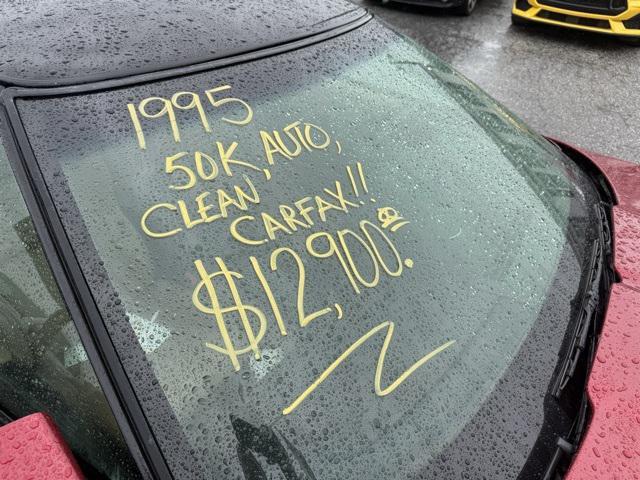 1995
50K, AUTO,
CLEAN,
CARFAX!!
$12,900.00